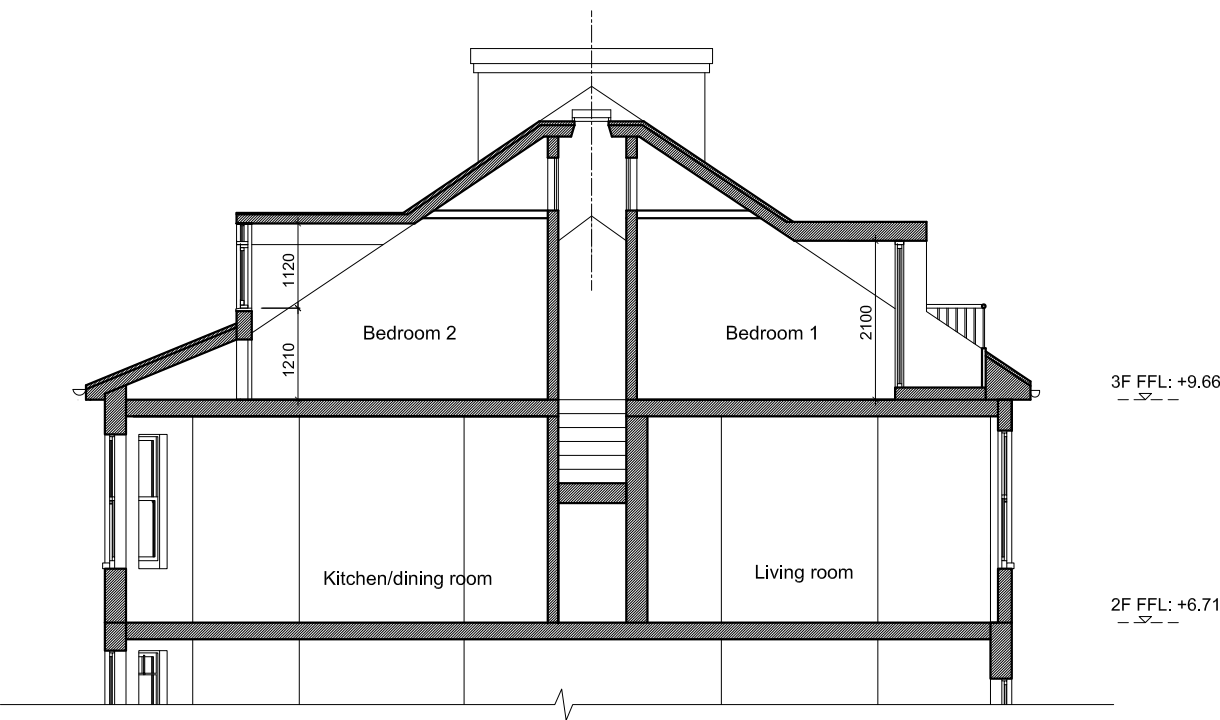 1120
Bedroom 2
Bedroom 1
2100
1210
3F FFL: +9.66
Kitchen/dining room
Living room
2F FFL: +6.71